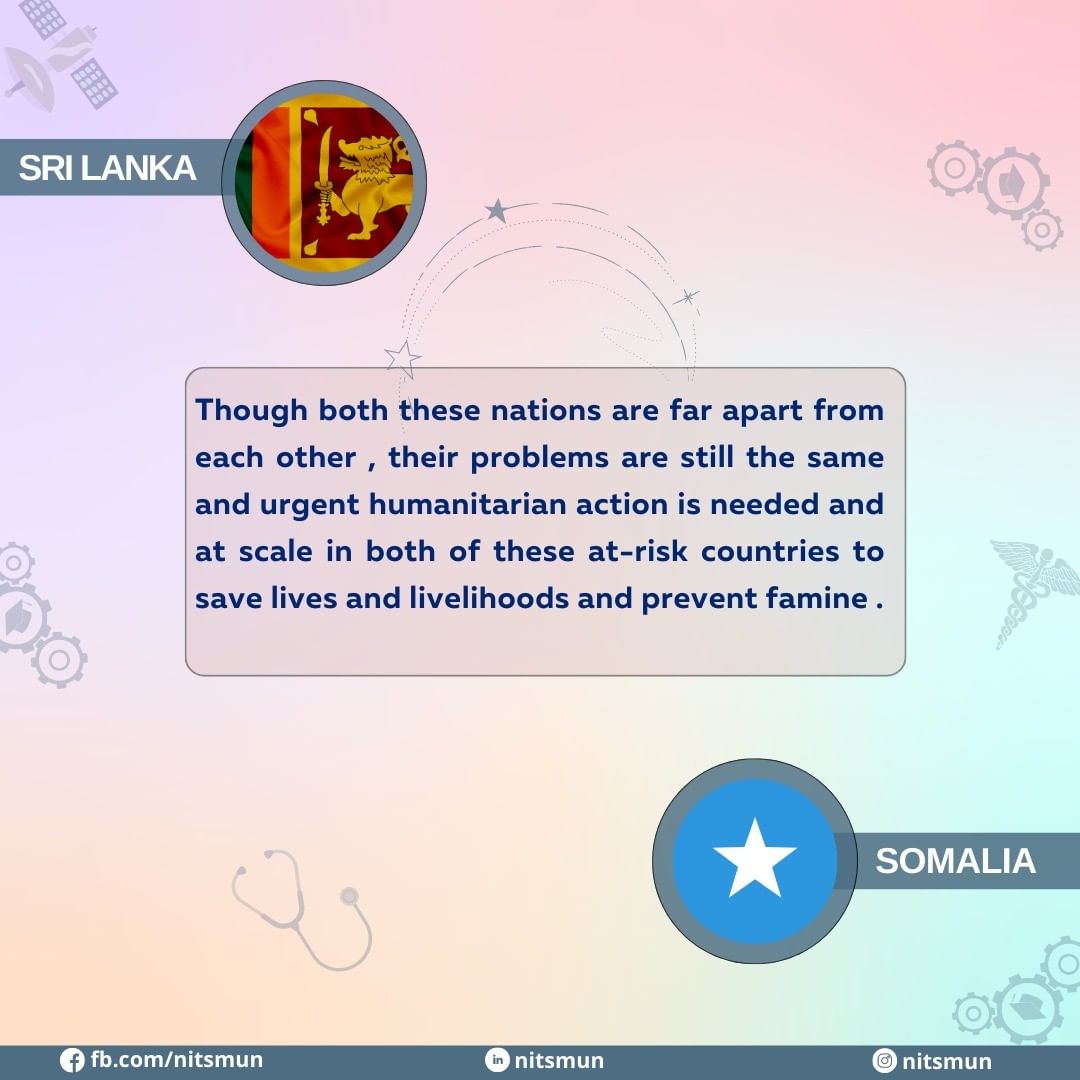 SRI LANKA
Though both these nations are far apart from
each other , their problems are still the same
and urgent humanitarian action is needed and
at scale in both of these at-risk countries to
save lives and livelihoods and prevent famine .
SOMALIA
fb.com/nitsmun
in nitsmun
nitsmun